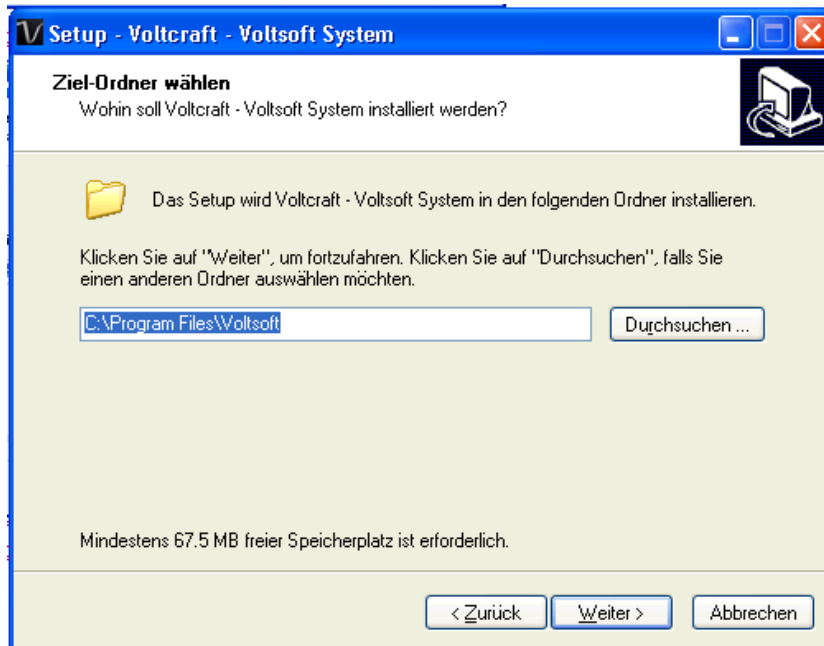 Setup - Voltcraft - Voltsoft System
Ziel-Ordner wählen
Wohin soll Voltcraft - Voltsoft System installiert werden?
Das Setup wird Voltcraft - Voltsoft System in den folgenden Ordner installieren.
Klicken Sie auf "Weiter", um fortzufahren. Klicken Sie auf "Durchsuchen", falls Sie
einen anderen Ordner auswählen möchten.
C:\Program Files\Voltsoft
Durchsuchen ...
Mindestens 67.5 MB freier Speicherplatz ist erforderlich.
< Zurück
Weiter >
Abbrechen